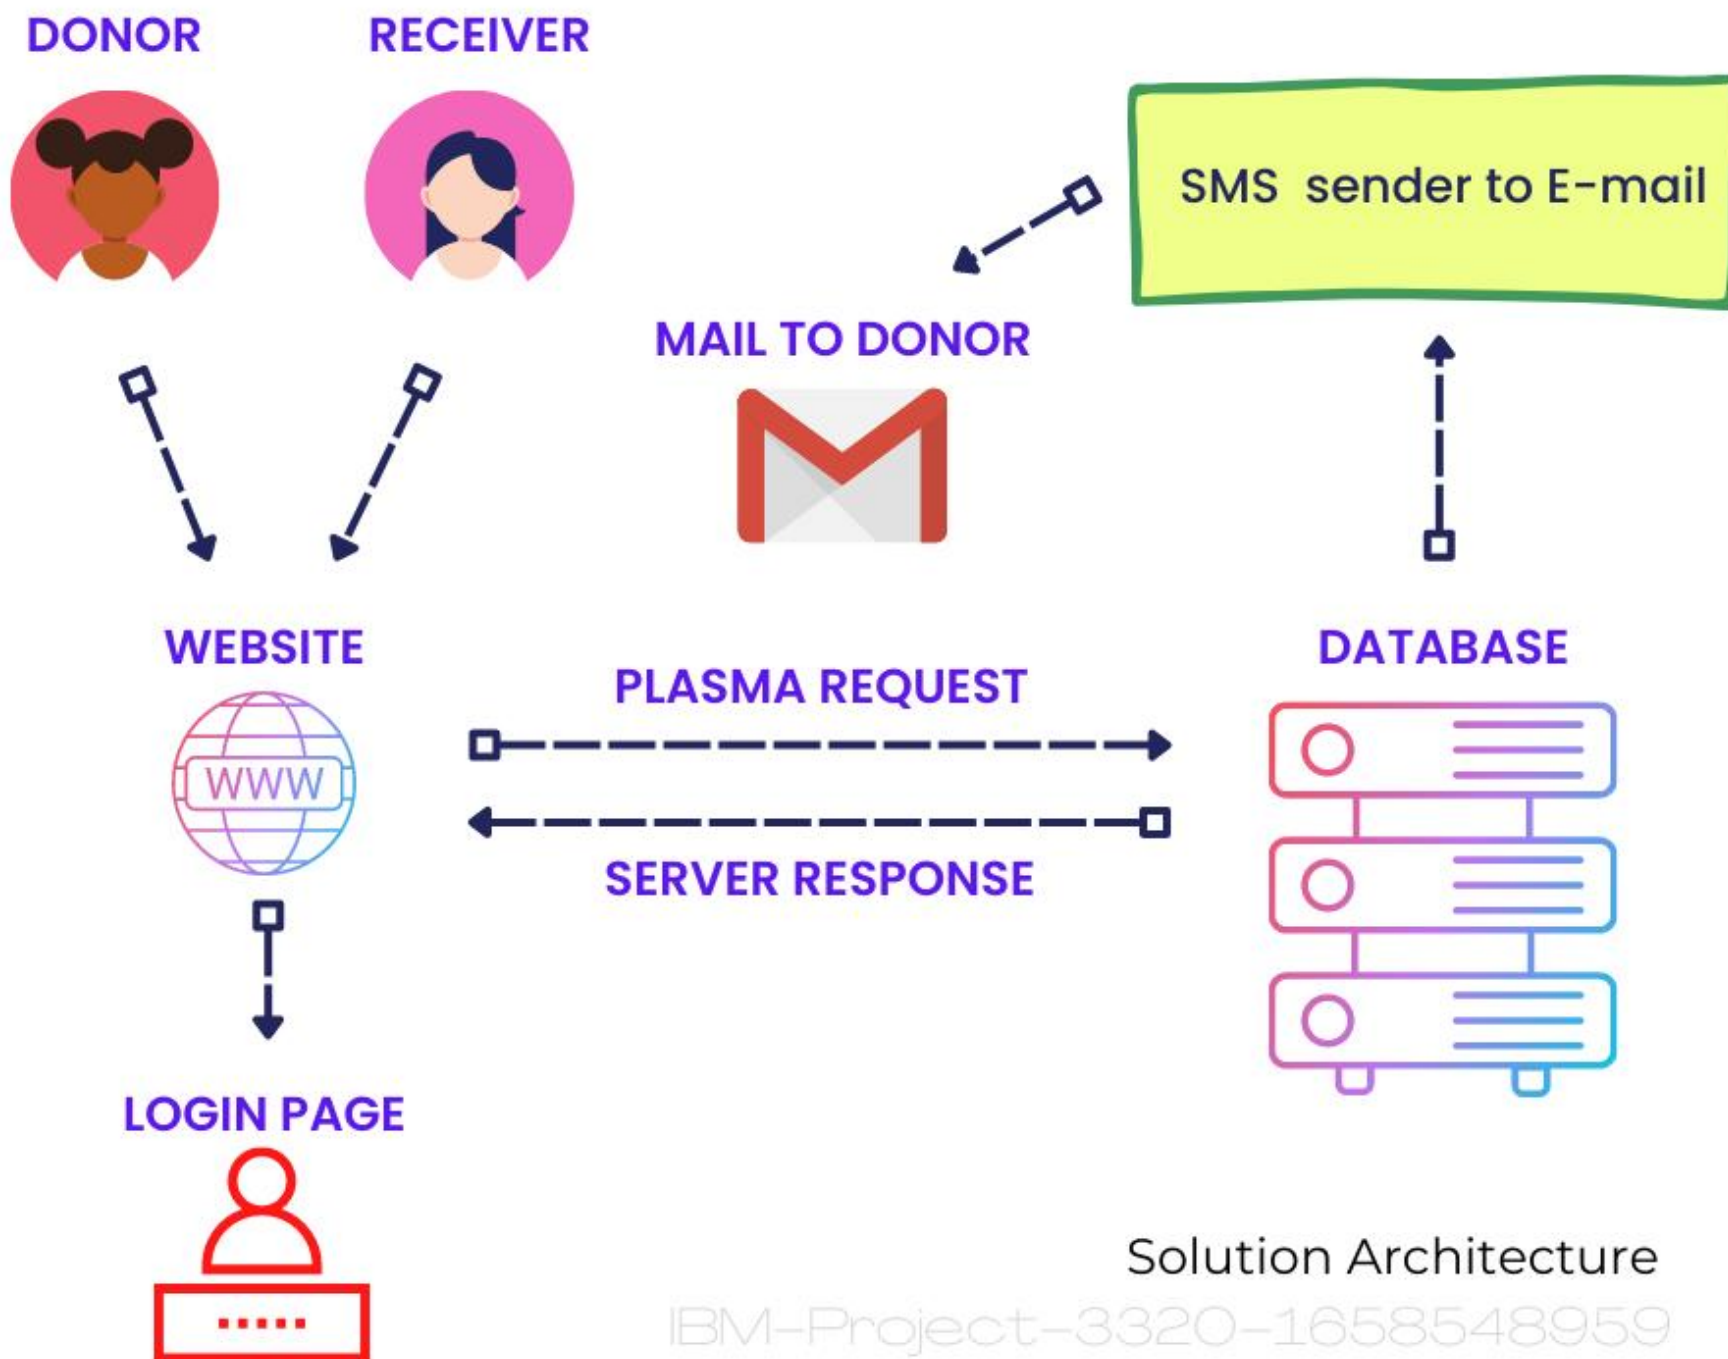 DONOR
RECEIVER
SMS sender to E-mail
MAIL TO DONOR
WEBSITE
WWW
PLASMA REQUEST
SERVER RESPONSE
DATABASE
LOGIN PAGE
Solution Architecture
IBM-Project-3320-1658548959